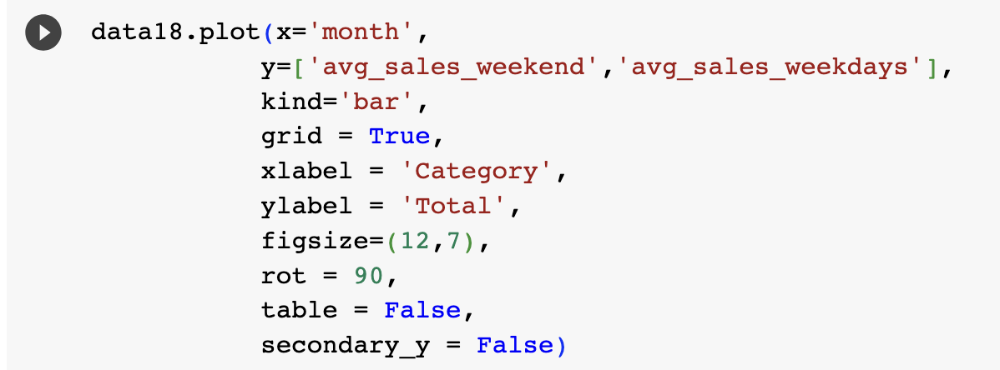 data18.plot(x='month',
y=['avg_sales_weekend','avg_sales_weekdays'],
kind='bar',
grid = True,
xlabel = 'Category',
ylabel = 'Total',
figsize=(12,7),
rot = 90,
table = False,
secondary_y = False)